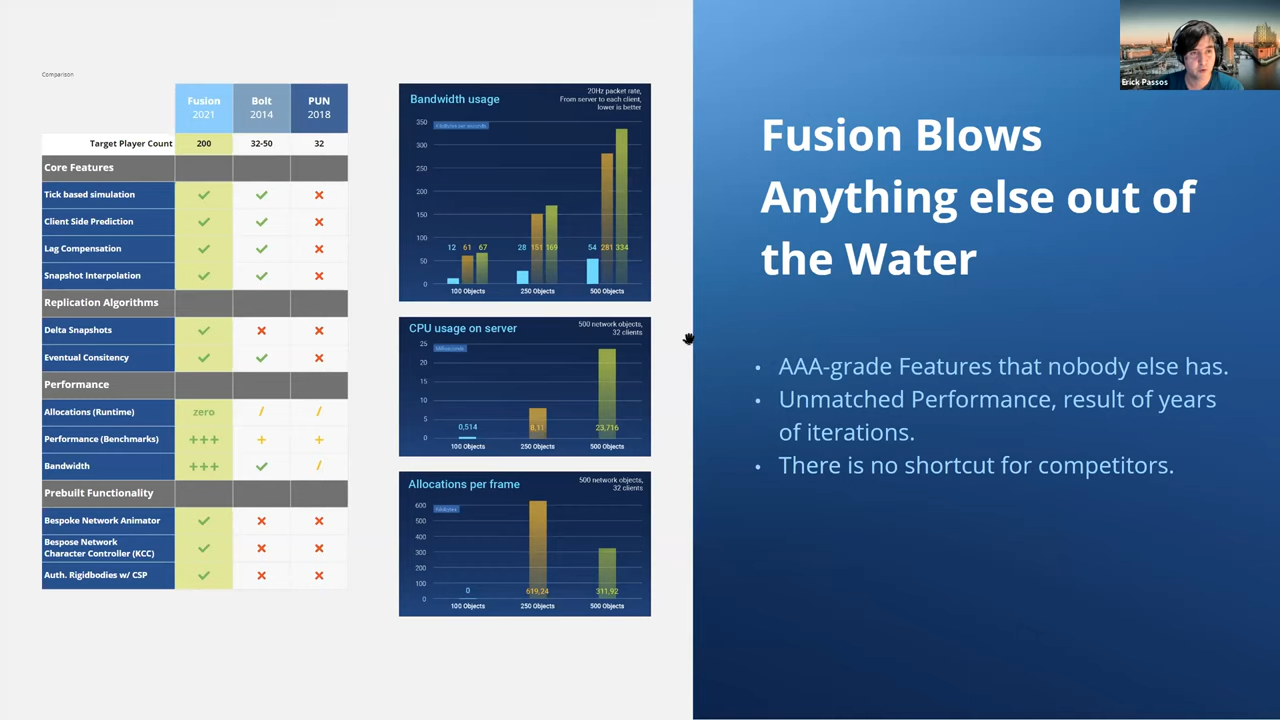 Comparison
Fusion
2021
Bolt
2014
PUN
2018
Target Player Count 200 32-50 32
Core Features
Tick based simulation
Client Side Prediction
Lag Compensation
Snapshot Interpolation
Replication Algorithms
Delta Snapshots
Eventual Consitency
Performance
Allocations (Runtime) zero / /
Performance (Benchmarks) +++ + +
Bandwidth +++ /
Prebuilt Functionality
Bespoke Network Animator
Bespose Network
Character Controller (KCC)
Auth. Rigidbodies w/ CSP
Bandwidth usage
20Hz packet rate,
From server to each client,
lower is better
350
300
250
200
150
100
50
0
12 61 67 28 151 169 54 281 334
100 Objects 250 Objects 500 Objects
CPU usage on server
500 network objects,
32 clients
25
Milliseconds
20
15
10
5
0
0,514 8,11 23,716
100 Objects 250 Objects 500 Objects
Allocations per frame
500 network objects,
32 clients
600
500
400
300
200
100
0
0 619,24 311,92
100 Objects 250 Objects 500 Objects
Fusion Blows
Anything else out of
the Water
• AAA-grade Features that nobody else has.
• Unmatched Performance, result of years
of iterations.
• There is no shortcut for competitors.
Erick Passos